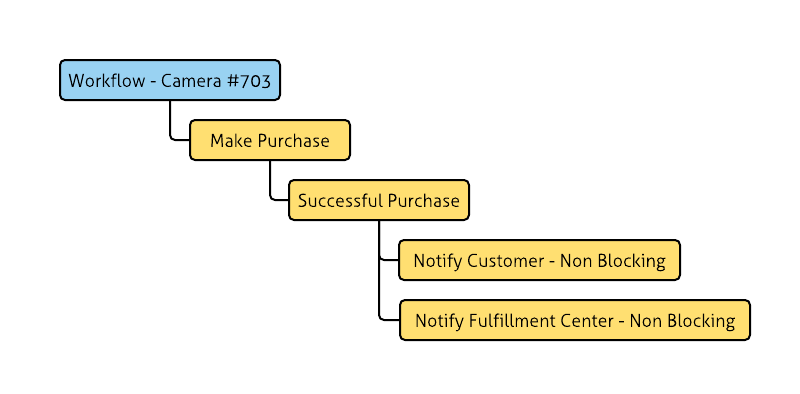 Workflow - Camera #703
Make Purchase
Successful Purchase
Notify Customer - Non Blocking
Notify Fulfillment Center - Non Blocking